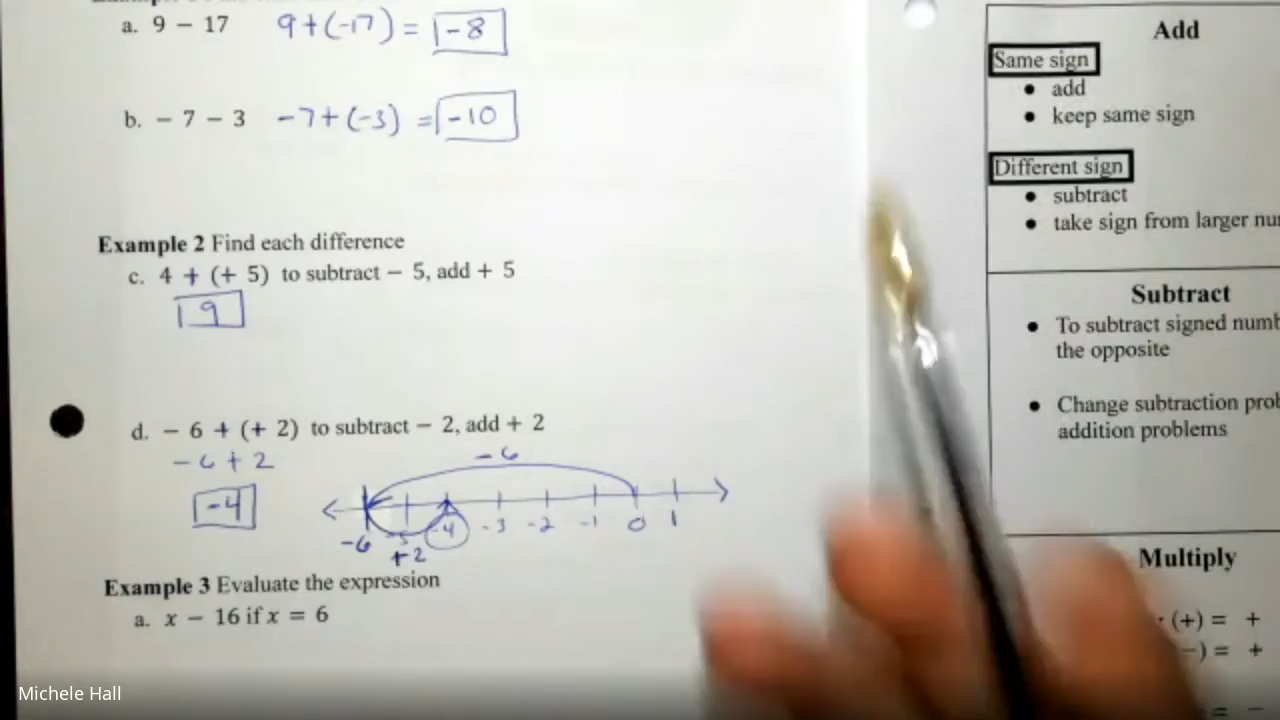 a. 9 − 17 9+(-17) = -8
b. − 7 − 3 -7+(-3) = -10
Example 2 Find each difference
c. 4 + (+ 5) to subtract − 5, add + 5
9
d. − 6 + (+ 2) to subtract − 2, add + 2
-6+2
-6
-4
-6 -5 -4 -3 -2 -1 0 1
+2
Example 3 Evaluate the expression
a. x − 16 if x = 6
Add
Same sign
• add
• keep same sign
Different sign
• subtract
• take sign from larger
Subtract
• To subtract signed
the opposite
• Change subtraction
addition problems
Multiply
(+) = +
) = +
= −
Michele Hall